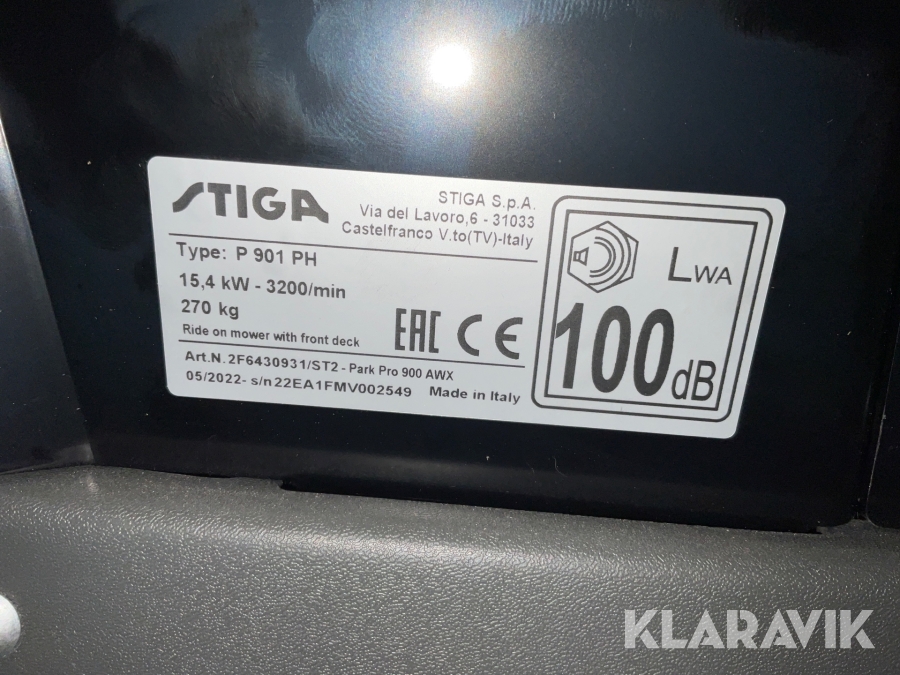 STIGA
STIGA S.p.A.
Via del Lavoro,6 - 31033
Castelfranco V.to(TV)-Italy
Type: P 901 PH
15,4 kW - 3200/min
270 kg
Ride on mower with front deck
EAC CE
Art.N.2F6430931/ST2 - Park Pro 900 AWX
05/2022- s/n22EA1FMV002549 Made in Italy
LWA
100dB
KLARAVIK